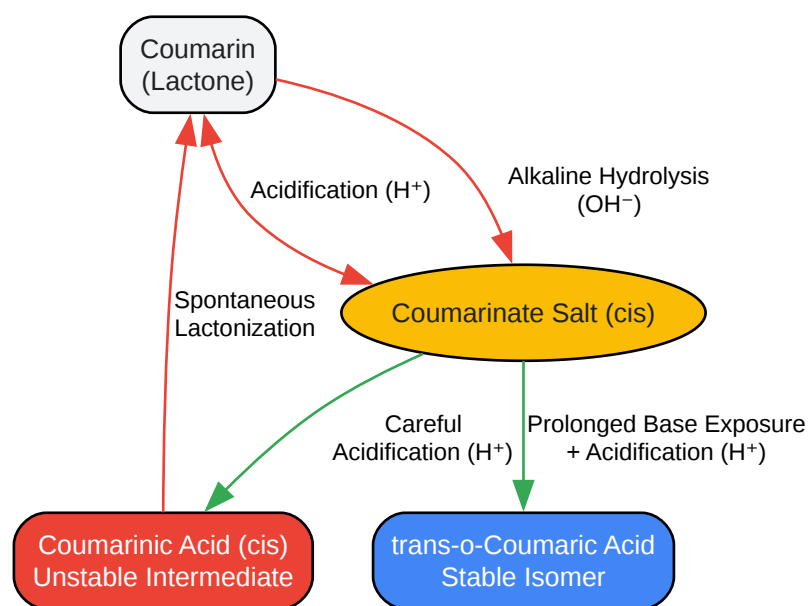 Coumarin
(Lactone)
Acidification (H⁺)
Alkaline Hydrolysis
(OH⁻)
Spontaneous
Lactonization
Coumarinate Salt (cis)
Careful
Acidification (H⁺)
Prolonged Base Exposure
+ Acidification (H⁺)
Coumarinic Acid (cis)
Unstable Intermediate
trans-o-Coumaric Acid
Stable Isomer